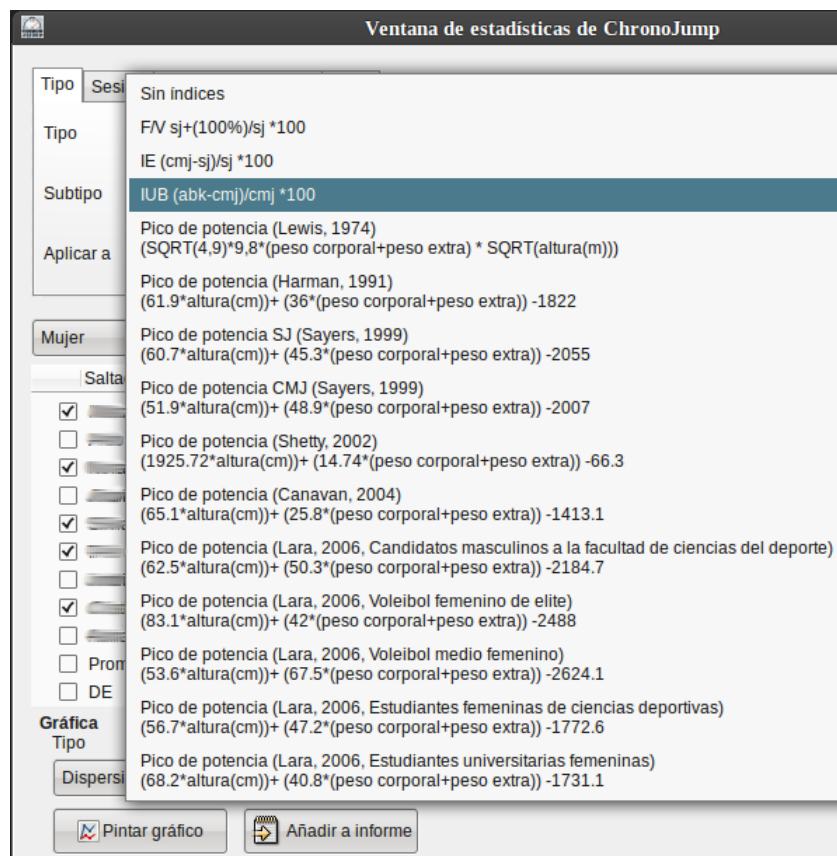 Ventana de estadísticas de ChronoJump
Tipo
Tipo
Subtipo
Aplicar a
Sin índices
F/V sj+(100%)/sj *100
IE (cmj-sj)/sj *100
IUB (abk-cmj)/cmj *100
Pico de potencia (Lewis, 1974)
(SQRT(4,9)*9,8*(peso corporal+peso extra) * SQRT(altura(m)))
Pico de potencia (Harman, 1991)
(61.9*altura(cm))+ (36*(peso corporal+peso extra)) -1822
Pico de potencia SJ (Sayers, 1999)
(60.7*altura(cm))+ (45.3*(peso corporal+peso extra)) -2055
Pico de potencia CMJ (Sayers, 1999)
(51.9*altura(cm))+ (48.9*(peso corporal+peso extra)) -2007
Pico de potencia (Shetty, 2002)
(1925.72*altura(cm))+ (14.74*(peso corporal+peso extra)) -66.3
Pico de potencia (Canavan, 2004)
(65.1*altura(cm))+ (25.8*(peso corporal+peso extra)) -1413.1
Pico de potencia (Lara, 2006, Candidatos masculinos a la facultad de ciencias del deporte)
(62.5*altura(cm))+ (50.3*(peso corporal+peso extra)) -2184.7
Pico de potencia (Lara, 2006, Voleibol femenino de elite)
(83.1*altura(cm))+ (42*(peso corporal+peso extra)) -2488
Pico de potencia (Lara, 2006, Voleibol medio femenino)
(53.6*altura(cm))+ (67.5*(peso corporal+peso extra)) -2624.1
Pico de potencia (Lara, 2006, Estudiantes femeninas de ciencias deportivas)
(56.7*altura(cm))+ (47.2*(peso corporal+peso extra)) -1772.6
Pico de potencia (Lara, 2006, Estudiantes universitarias femeninas)
(68.2*altura(cm))+ (40.8*(peso corporal+peso extra)) -1731.1
Mujer
Salta
Prom
DE
Gráfica
Tipo
Dispersi
Pintar gráfico
Añadir a informe